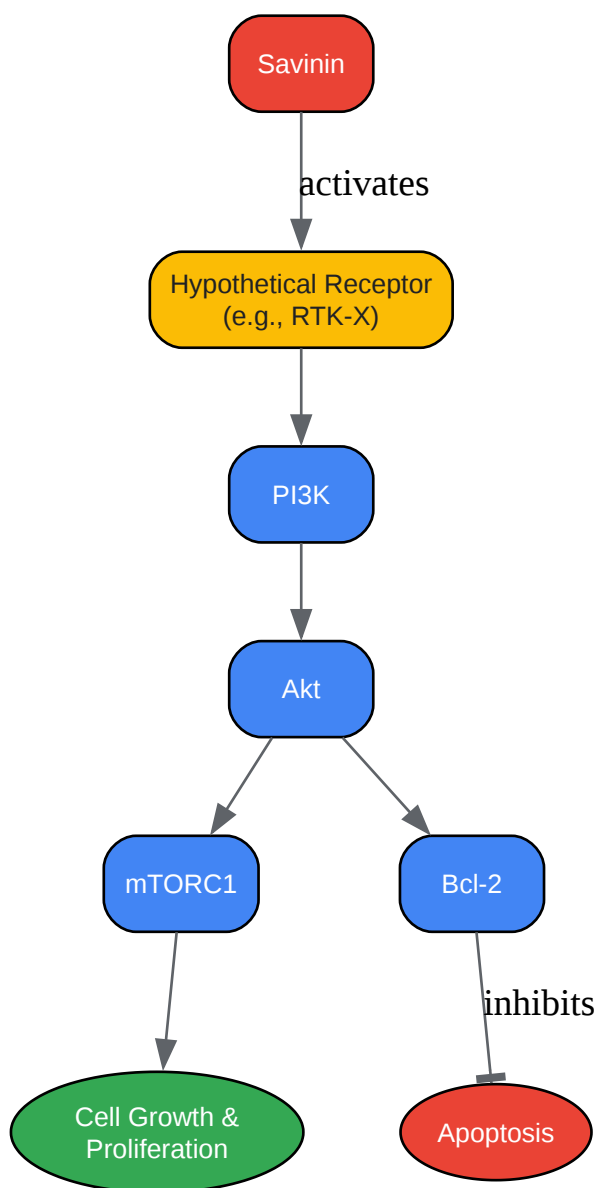 Savinin
activates
Hypothetical Receptor
(e.g., RTK-X)
PI3K
Akt
mTORC1
Bcl-2
inhibits
Cell Growth &
Proliferation
Apoptosis